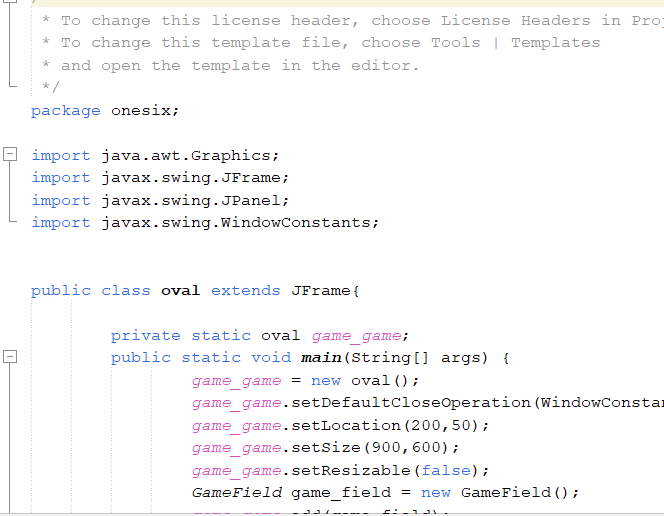 * To change this license header, choose License Headers in Proj
* To change this template file, choose Tools | Templates
* and open the template in the editor.
*/
package onesix;
import java.awt.Graphics;
import javax.swing.JFrame;
import javax.swing.JPanel;
import javax.swing.WindowConstants;
public class oval extends JFrame{
private static oval game_game;
public static void main(String[] args) {
game_game = new oval();
game_game.setDefaultCloseOperation(WindowConstan
game_game.setLocation(200,50);
game_game.setSize(900,600);
game_game.setResizable(false);
GameField game_field = new GameField();
game_game.add(game_field);